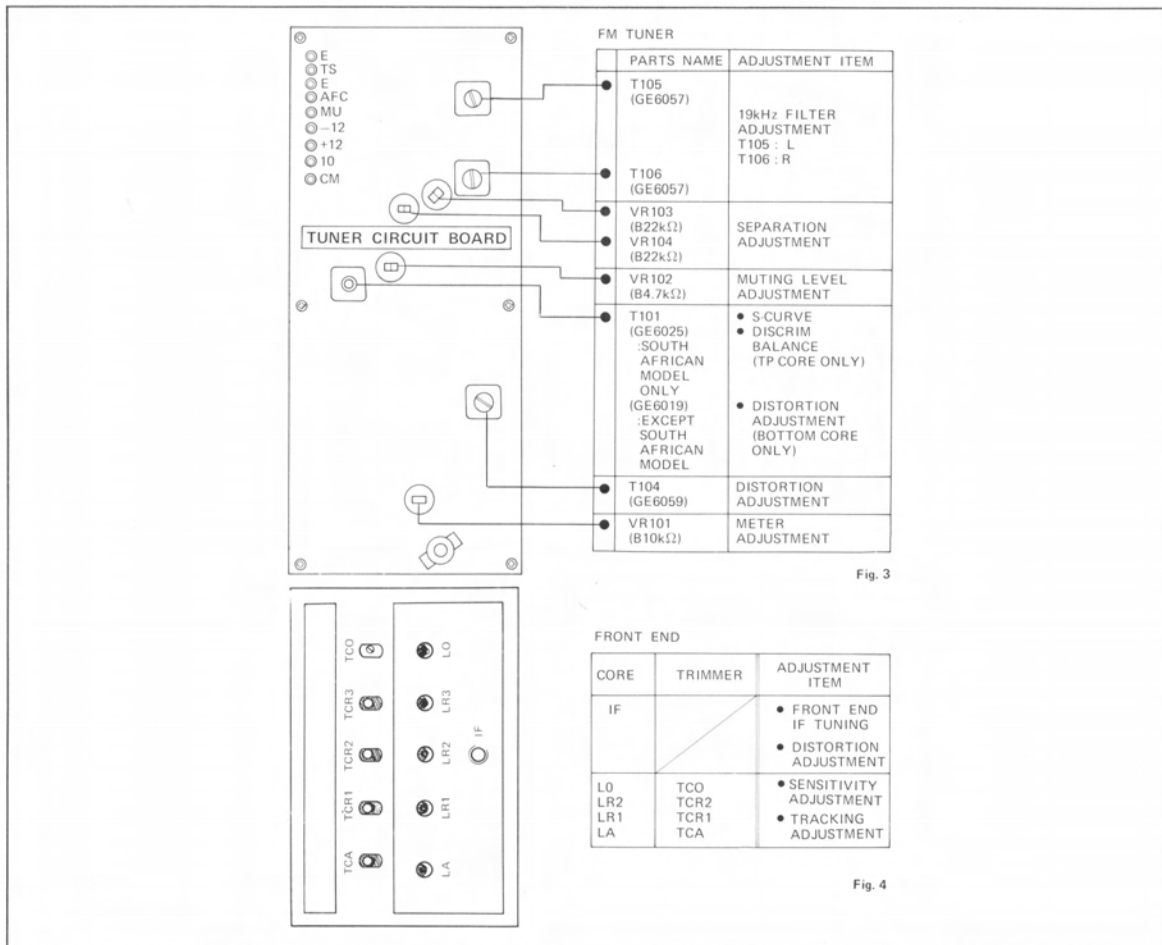 E
TS
E
AFC
MU
−12
+12
10
CM
TUNER CIRCUIT BOARD
FM TUNER
PARTS NAME ADJUSTMENT ITEM
T105
(GE6057)
19kHz FILTER
ADJUSTMENT
T105 : L
T106 : R
T106
(GE6057)
VR103
(B22kΩ)
VR104
(B22kΩ)
SEPARATION
ADJUSTMENT
VR102
(B4.7kΩ)
MUTING LEVEL
ADJUSTMENT
T101
(GE6025)
:SOUTH
AFRICAN
MODEL
ONLY
(GE6019)
:EXCEPT
SOUTH
AFRICAN
MODEL
● S-CURVE
● DISCRIM
BALANCE
(TP CORE ONLY)
● DISTORTION
ADJUSTMENT
(BOTTOM CORE
ONLY)
T104
(GE6059)
DISTORTION
ADJUSTMENT
VR101
(B10kΩ)
METER
ADJUSTMENT
Fig. 3
TCO
TCR3
TCR2
TCR1
TCA
LO
LR3
LR2
LR1
LA
IF
FRONT END
CORE TRIMMER ADJUSTMENT
ITEM
IF
● FRONT END
IF TUNING
● DISTORTION
ADJUSTMENT
L0 TCO
LR2 TCR2
LR1 TCR1
LA TCA
● SENSITIVITY
ADJUSTMENT
● TRACKING
ADJUSTMENT
Fig. 4